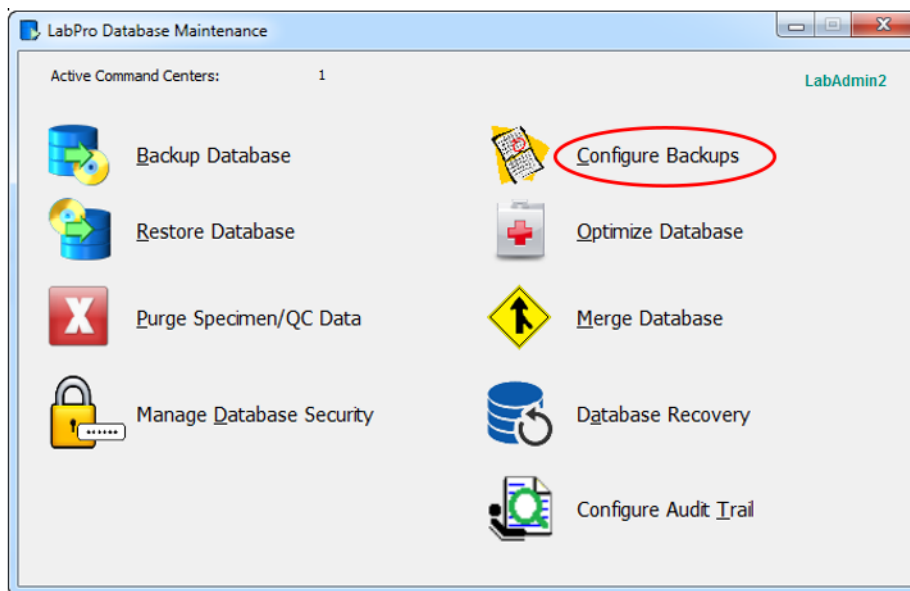 LabPro Database Maintenance
Active Command Centers: 1
LabAdmin2
Backup Database
Configure Backups
Restore Database
Optimize Database
Purge Specimen/QC Data
Merge Database
Manage Database Security
Database Recovery
Configure Audit Trail